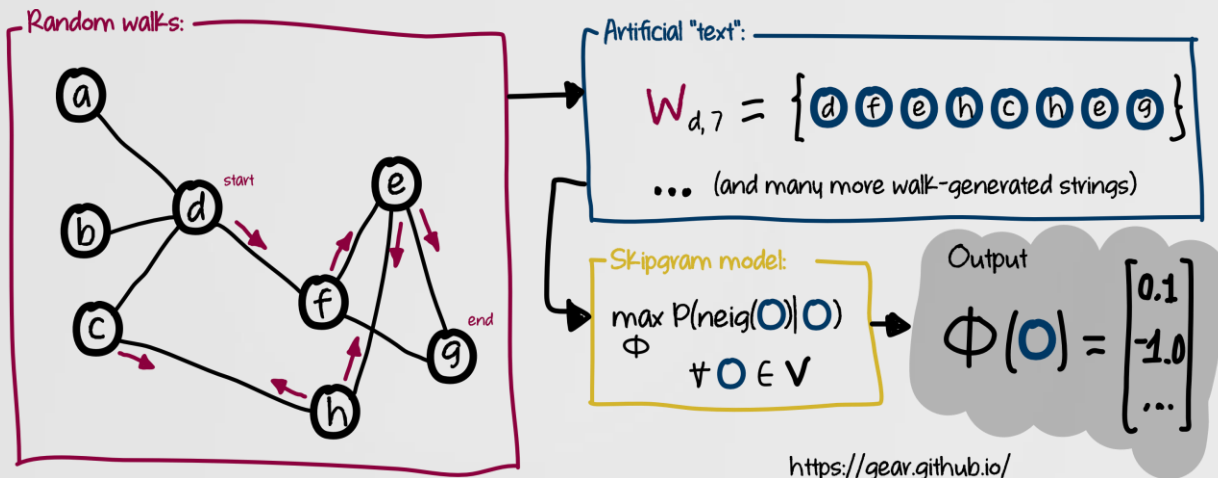 Random walks:
a
d
start
b
c
f
e
g
end
h
Artificial "text":
W d, 7 = {d f e h c h e g}
... (and many more walk-generated strings)
Skipgram model:
max P(neig(O)|O)
Φ
∀ O ∈ V
Output
Φ(O) = [0.1
-1.0
...]
https://gear.github.io/